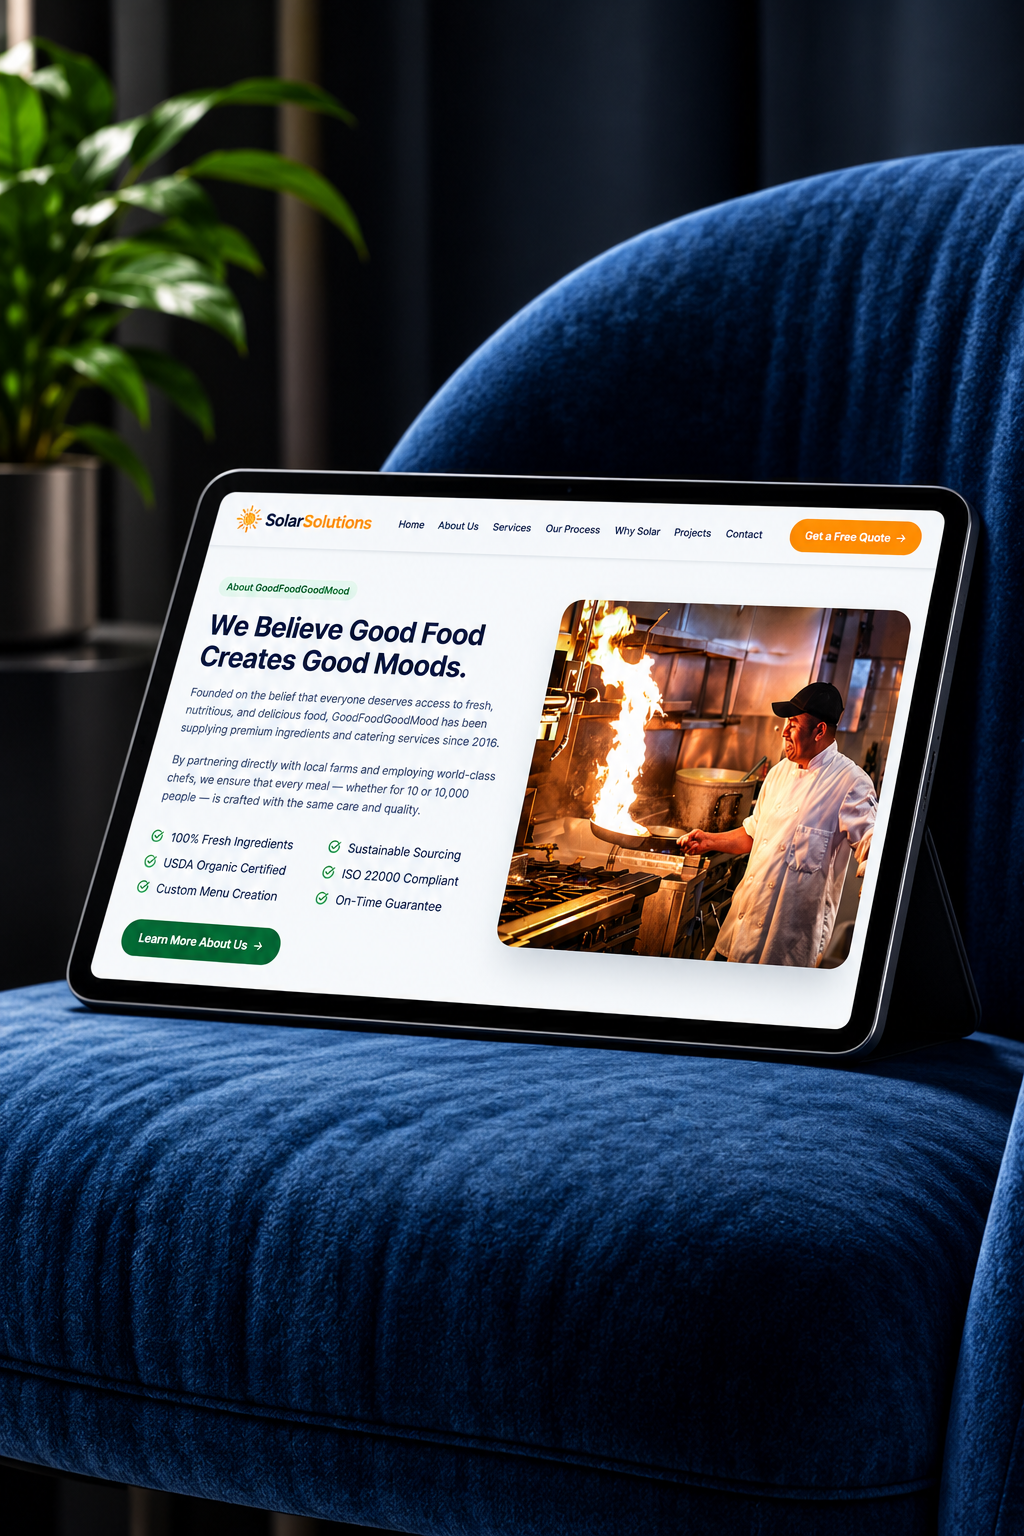 SolarSolutions
Home About Us Services Our Process Why Solar Projects Contact
Get a Free Quote →
About GoodFoodGoodMood
We Believe Good Food
Creates Good Moods.
Founded on the belief that everyone deserves access to fresh,
nutritious, and delicious food, GoodFoodGoodMood has been
supplying premium ingredients and catering services since 2016.
By partnering directly with local farms and employing world-class
chefs, we ensure that every meal — whether for 10 or 10,000
people — is crafted with the same care and quality.
100% Fresh Ingredients
Sustainable Sourcing
USDA Organic Certified
ISO 22000 Compliant
Custom Menu Creation
On-Time Guarantee
Learn More About Us →